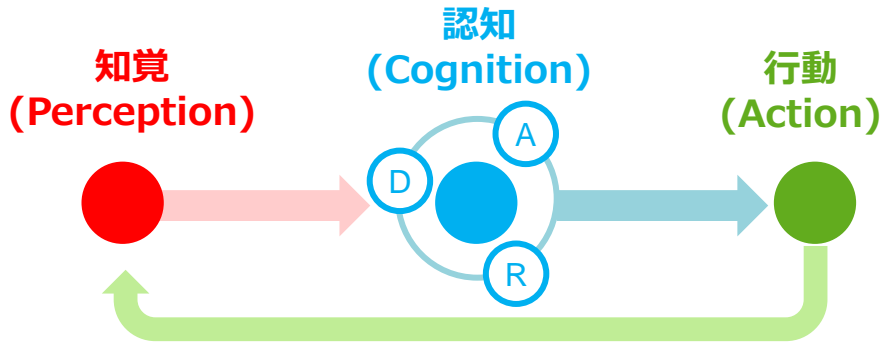 知覚
(Perception)
認知
(Cognition)
行動
(Action)
A
D
R